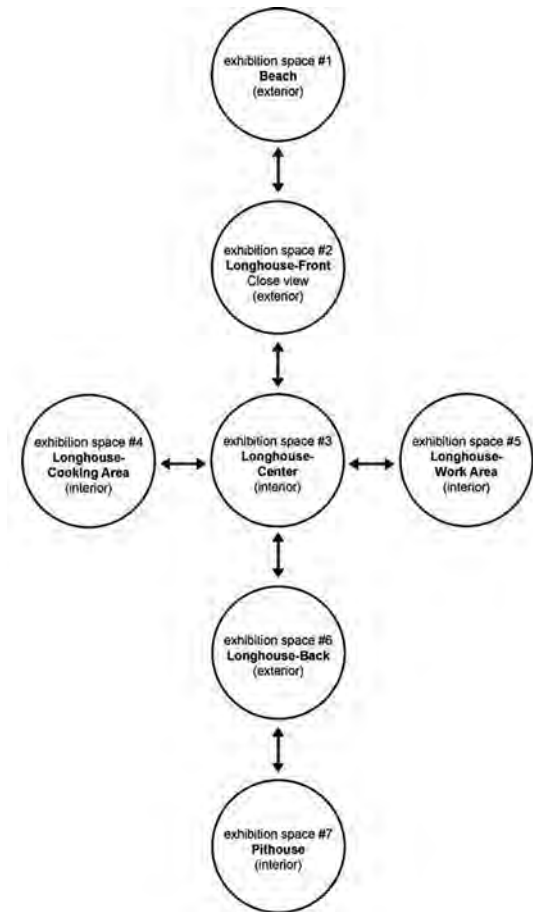 exhibition space #1
Beach
(exterior)
exhibition space #2
Longhouse-Front
Close view
(exterior)
exhibition space #4
Longhouse-
Cooking Area
(interior)
exhibition space #3
Longhouse-
Center
(interior)
exhibition space #5
Longhouse-
Work Area
(interior)
exhibition space #6
Longhouse-Back
(exterior)
exhibition space #7
Pithouse
(interior)